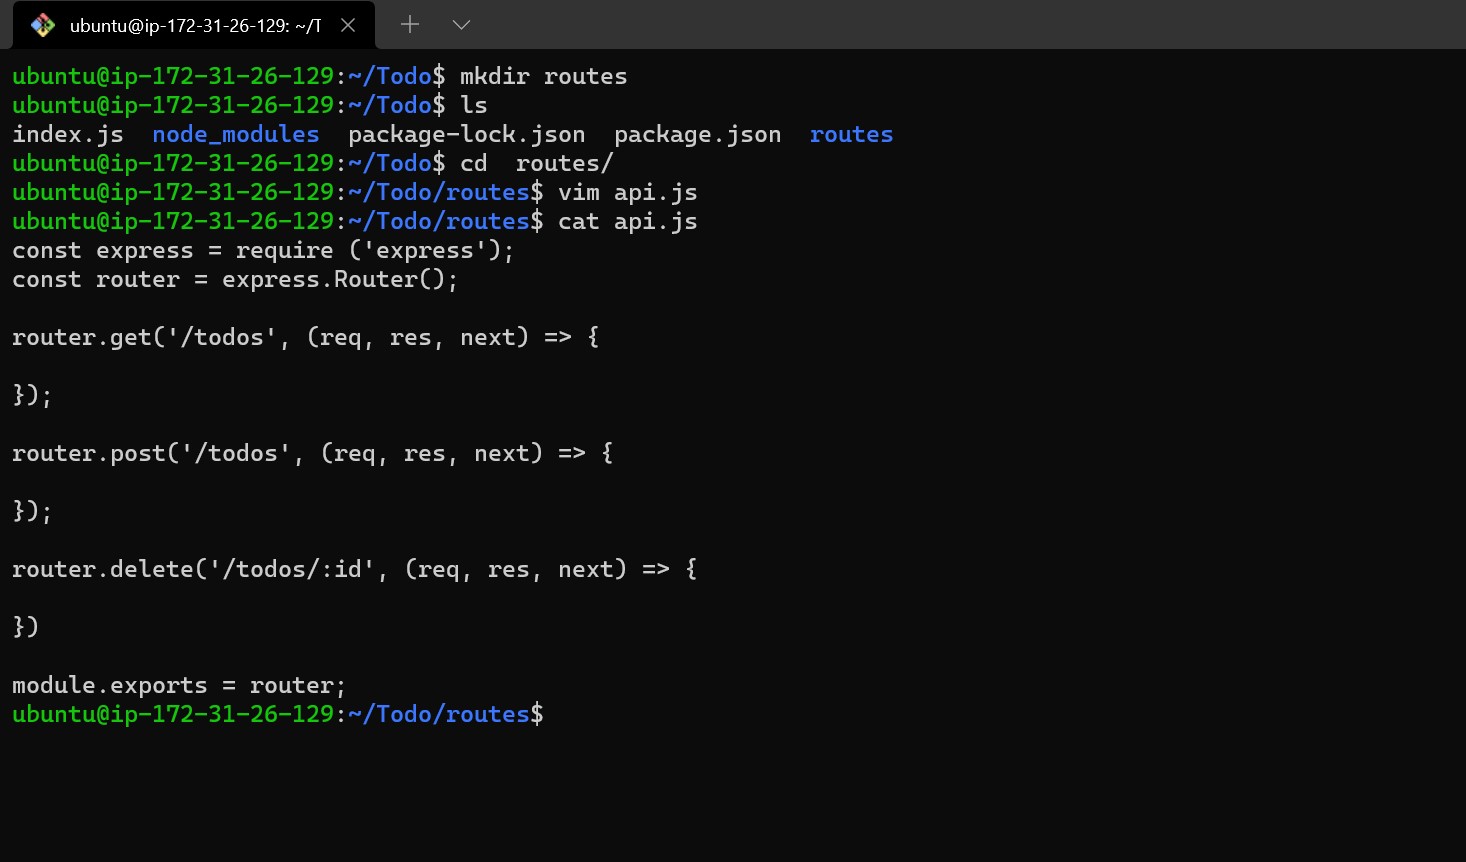 ubuntu@ip-172-31-26-129: ~/T
ubuntu@ip-172-31-26-129:~/Todo$ mkdir routes
ubuntu@ip-172-31-26-129:~/Todo$ ls
index.js  node_modules  package-lock.json  package.json  routes
ubuntu@ip-172-31-26-129:~/Todo$ cd  routes/
ubuntu@ip-172-31-26-129:~/Todo/routes$ vim api.js
ubuntu@ip-172-31-26-129:~/Todo/routes$ cat api.js
const express = require ('express');
const router = express.Router();

router.get('/todos', (req, res, next) => {

});

router.post('/todos', (req, res, next) => {

});

router.delete('/todos/:id', (req, res, next) => {

})

module.exports = router;
ubuntu@ip-172-31-26-129:~/Todo/routes$